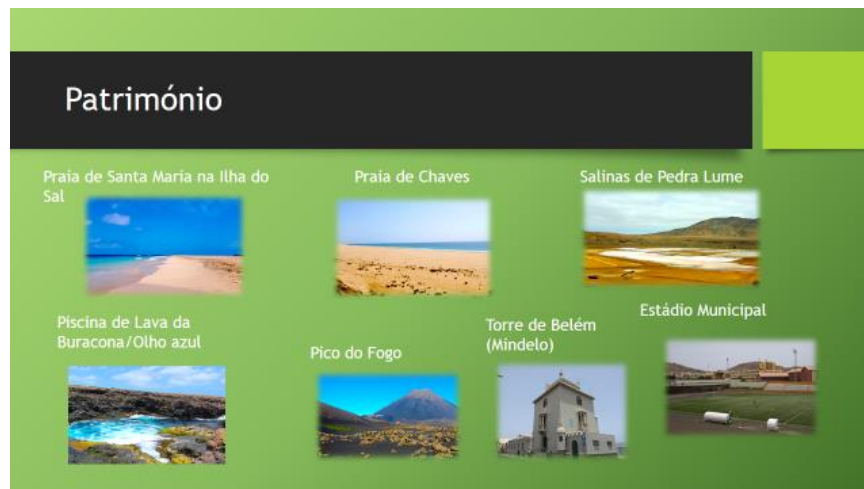 Património
Praia de Santa Maria na Ilha do
Sal
Praia de Chaves
Salinas de Pedra Lume
Piscina de Lava da
Buracona/Olho azul
Pico do Fogo
Torre de Belém
(Mindelo)
Estádio Municipal